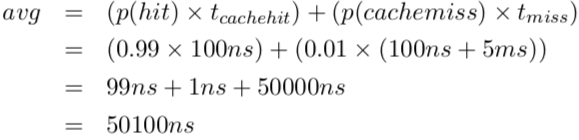 avg = (p(hit) × t_cachehit) + (p(cachemiss) × t_miss)
= (0.99 × 100ns) + (0.01 × (100ns + 5ms))
= 99ns + 1ns + 50000ns
= 50100ns